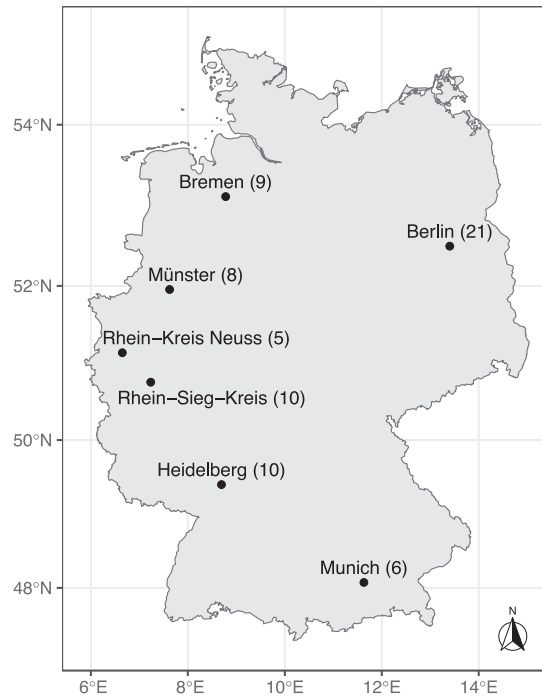 54°N
Bremen (9)
Berlin (21)
52°N
Münster (8)
Rhein–Kreis Neuss (5)
Rhein–Sieg–Kreis (10)
50°N
Heidelberg (10)
Munich (6)
48°N
N
6°E 8°E 10°E 12°E 14°E